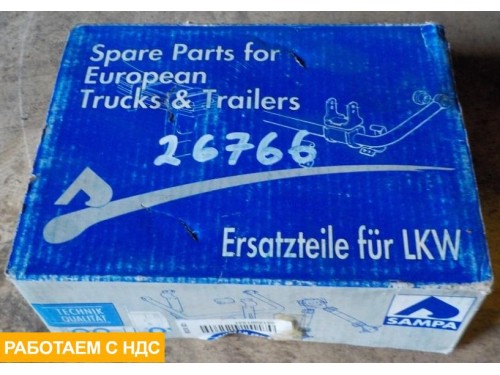 Spare Parts for
European
Trucks & Trailers
26766
Ersatzteile für LKW
TECHNIK
QUALITÄT
SAMPA
РАБОТАЕМ С НДС